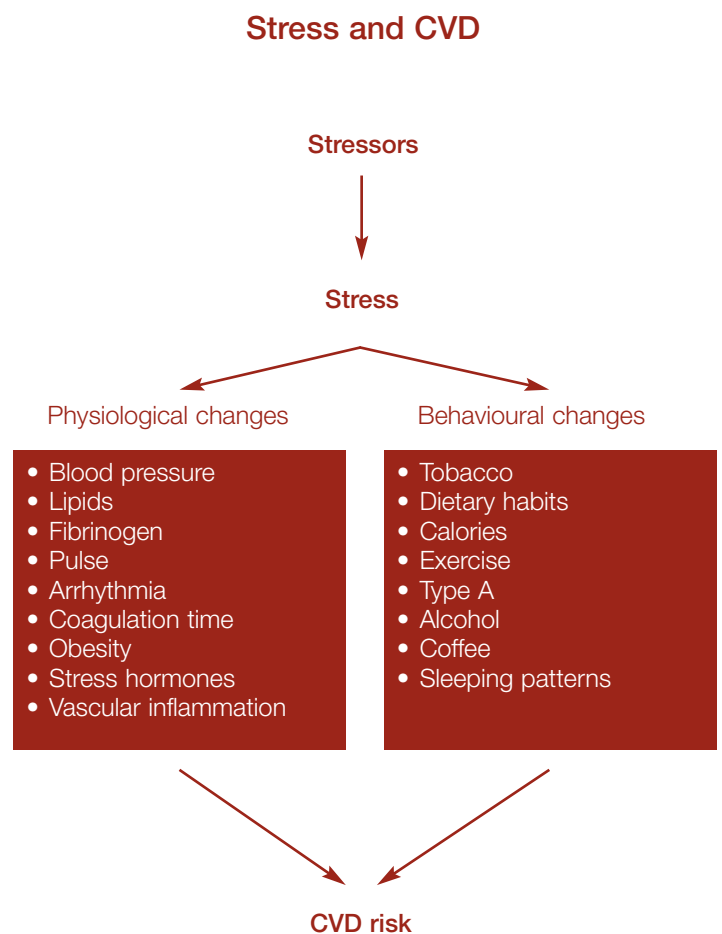 Stress and CVD
Stressors
Stress
Physiological changes
• Blood pressure
• Lipids
• Fibrinogen
• Pulse
• Arrhythmia
• Coagulation time
• Obesity
• Stress hormones
• Vascular inflammation
Behavioural changes
• Tobacco
• Dietary habits
• Calories
• Exercise
• Type A
• Alcohol
• Coffee
• Sleeping patterns
CVD risk